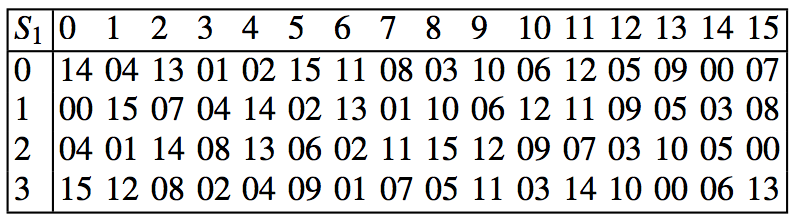 S1 0 1 2 3 4 5 6 7 8 9 10 11 12 13 14 15
0 14 04 13 01 02 15 11 08 03 10 06 12 05 09 00 07
1 00 15 07 04 14 02 13 01 10 06 12 11 09 05 03 08
2 04 01 14 08 13 06 02 11 15 12 09 07 03 10 05 00
3 15 12 08 02 04 09 01 07 05 11 03 14 10 00 06 13